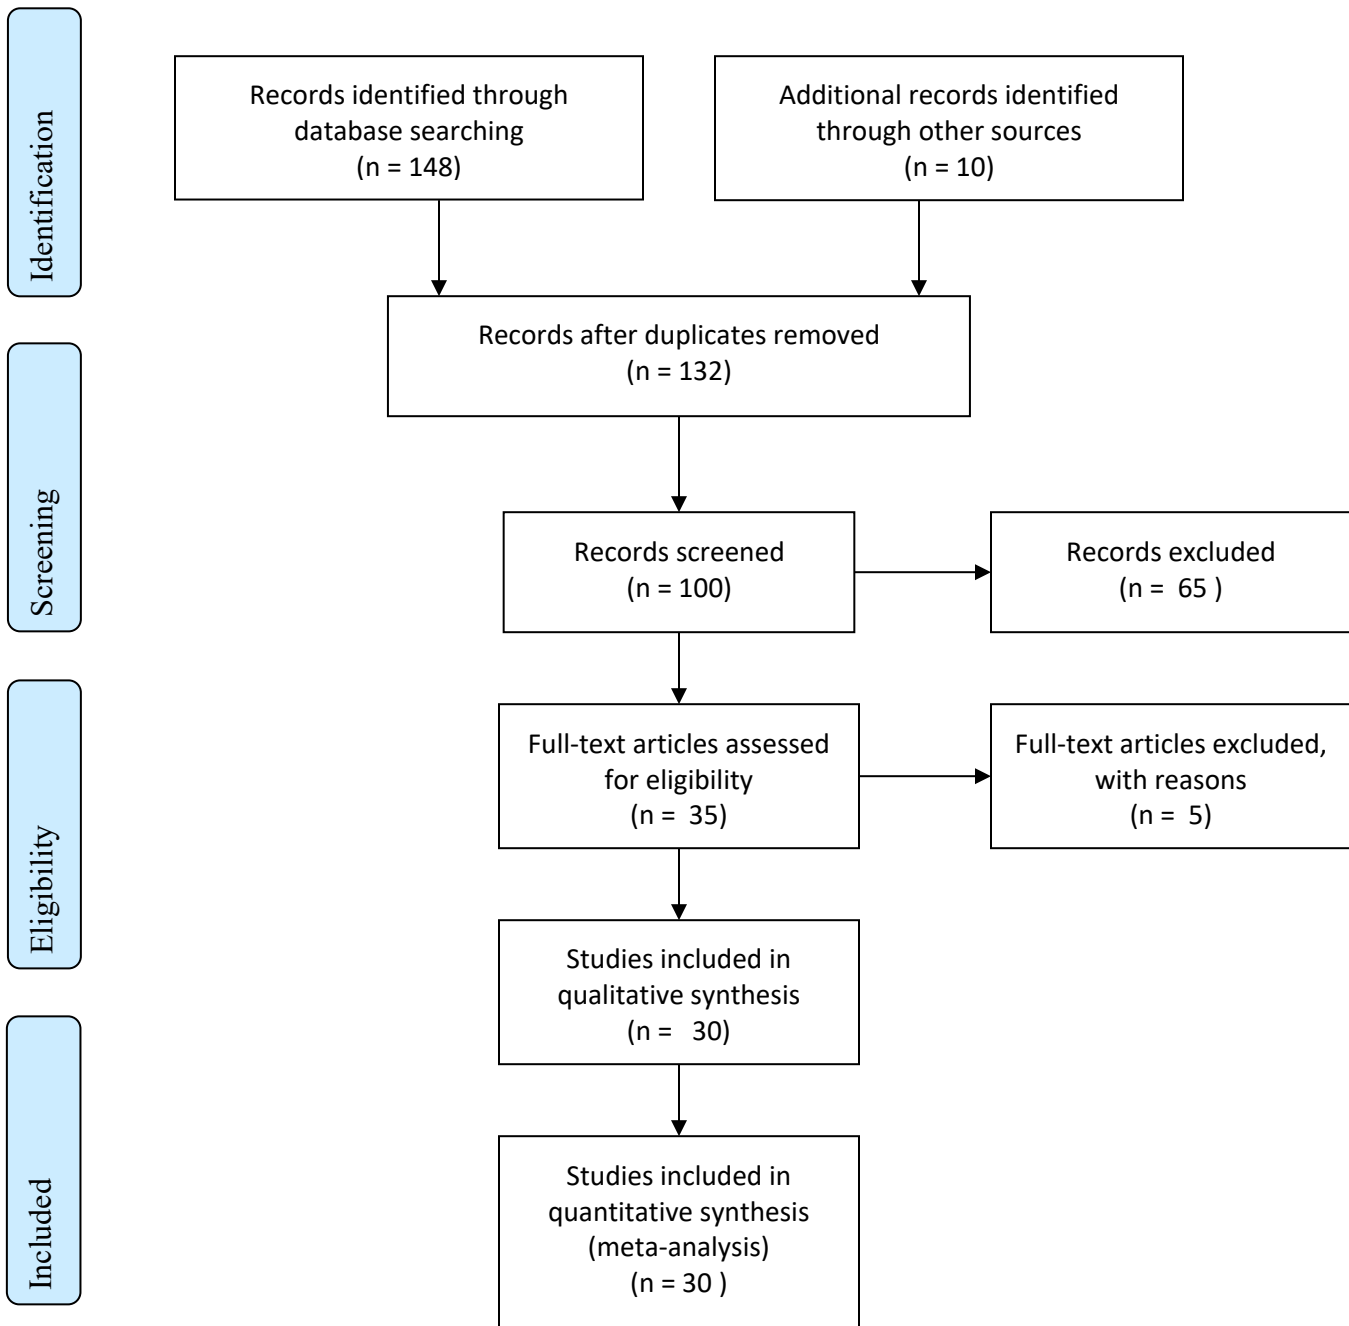 Identification
Records identified through
database searching
(n = 148)
Additional records identified
through other sources
(n = 10)
Records after duplicates removed
(n = 132)
Screening
Records screened
(n = 100)
Records excluded
(n =  65 )
Eligibility
Full-text articles assessed
for eligibility
(n =  35)
Full-text articles excluded,
with reasons
(n =  5)
Studies included in
qualitative synthesis
(n =   30)
Included
Studies included in
quantitative synthesis
(meta-analysis)
(n = 30 )